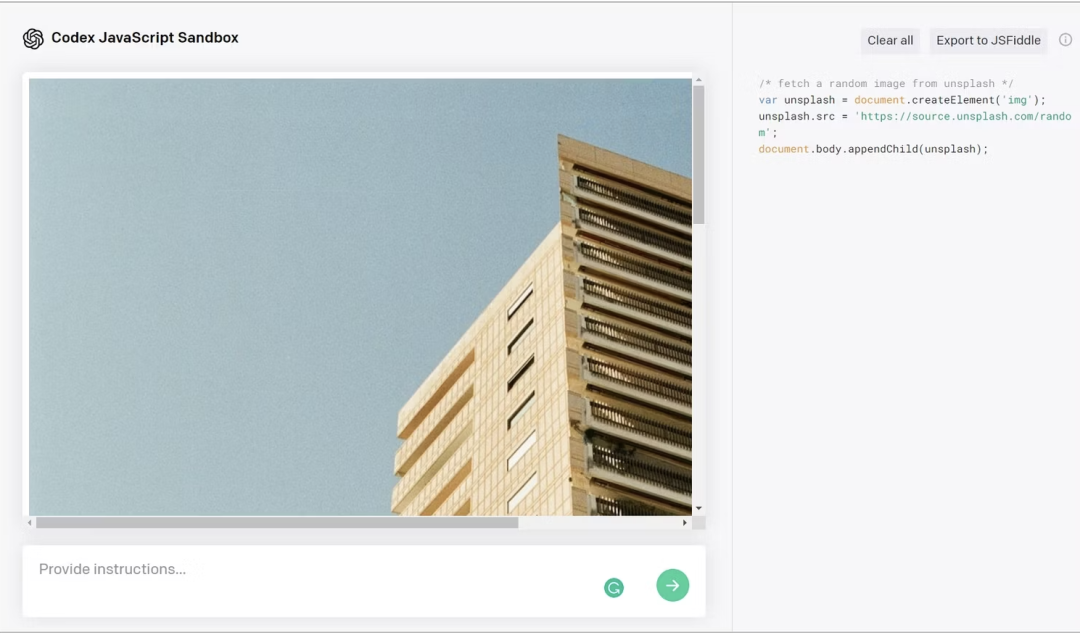 Codex JavaScript Sandbox
Clear all
Export to JSFiddle
/* fetch a random image from unsplash */
var unsplash = document.createElement('img');
unsplash.src = 'https://source.unsplash.com/rando
m';
document.body.appendChild(unsplash);
Provide instructions...